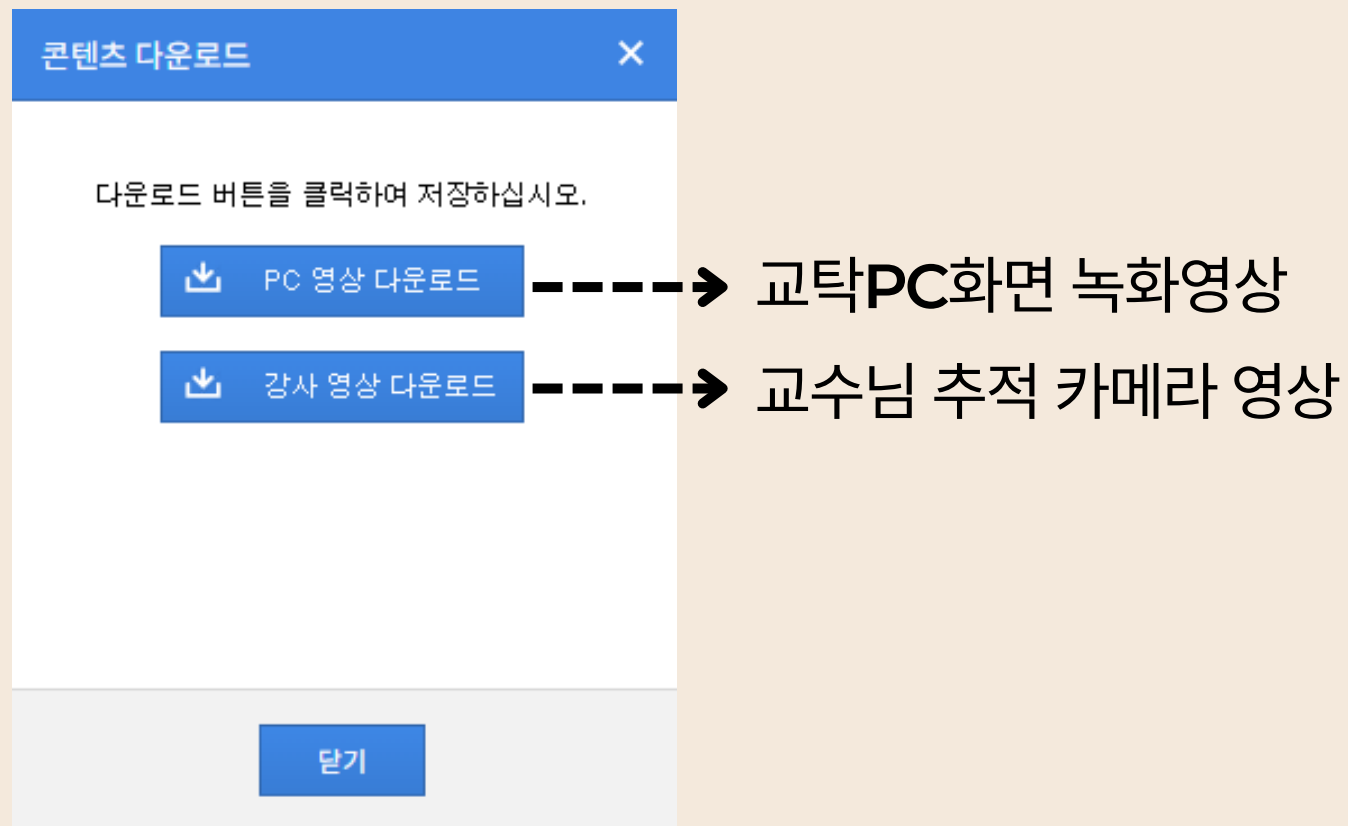 콘텐츠 다운로드
다운로드 버튼을 클릭하여 저장하십시오.
PC 영상 다운로드
교탁PC화면 녹화영상
강사 영상 다운로드
교수님 추적 카메라 영상
닫기